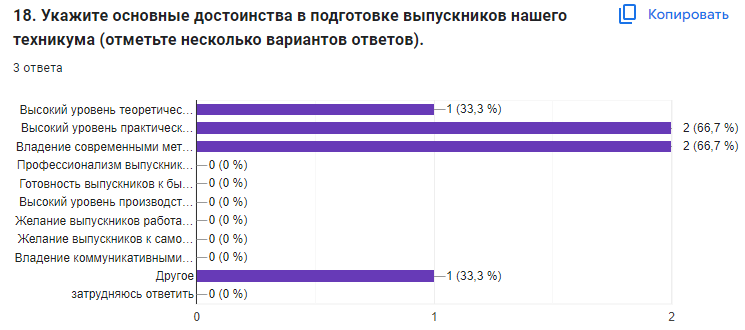 18. Укажите основные достоинства в подготовке выпускников нашего
техникума (отметьте несколько вариантов ответов).
Копировать
3 ответа
Высокий уровень теоретичес... 1 (33,3 %)
Высокий уровень практическ... 2 (66,7 %)
Владение современными мет... 2 (66,7 %)
Профессионализм выпускник... 0 (0 %)
Готовность выпускников к бы... 0 (0 %)
Высокий уровень производст... 0 (0 %)
Желание выпускников работа... 0 (0 %)
Желание выпускников к само... 0 (0 %)
Владение коммуникативными... 0 (0 %)
Другое 1 (33,3 %)
затрудняюсь ответить 0 (0 %)
0 1 2